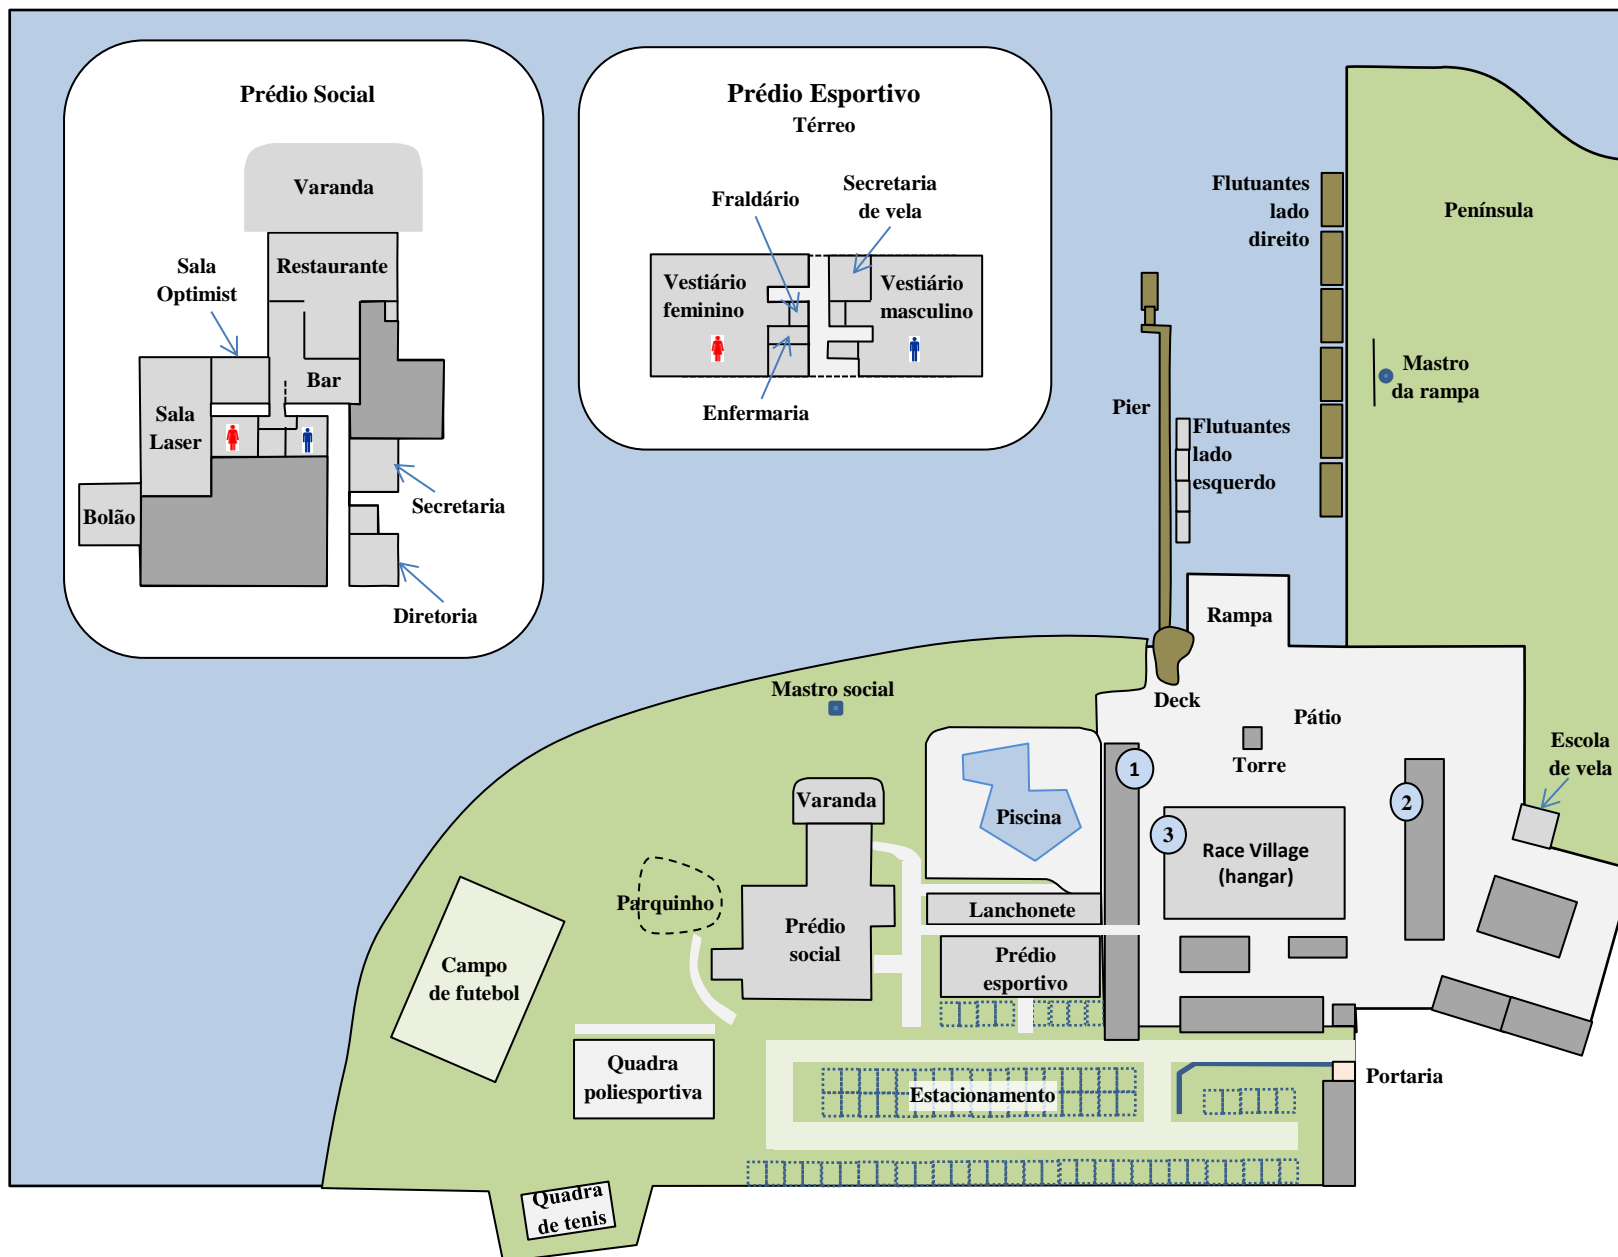 Prédio Social
Varanda
Sala
Optimist
Restaurante
Bar
Sala
Laser
Bolão
Secretaria
Diretoria
Prédio Esportivo
Térreo
Fraldário
Secretaria
de vela
Vestiário
feminino
Vestiário
masculino
Enfermaria
Flutuantes
lado
direito
Península
Mastro
da rampa
Pier
Flutuantes
lado
esquerdo
Rampa
Mastro social
Deck
Pátio
Torre
Escola
de vela
1
2
3
Varanda
Piscina
Race Village
(hangar)
Parquinho
Lanchonete
Prédio
social
Prédio
esportivo
Campo
de futebol
Quadra
poliesportiva
Estacionamento
Portaria
Quadra
de tenis